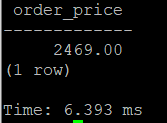 order_price
-------------
2469.00
(1 row)
Time: 6.393 ms